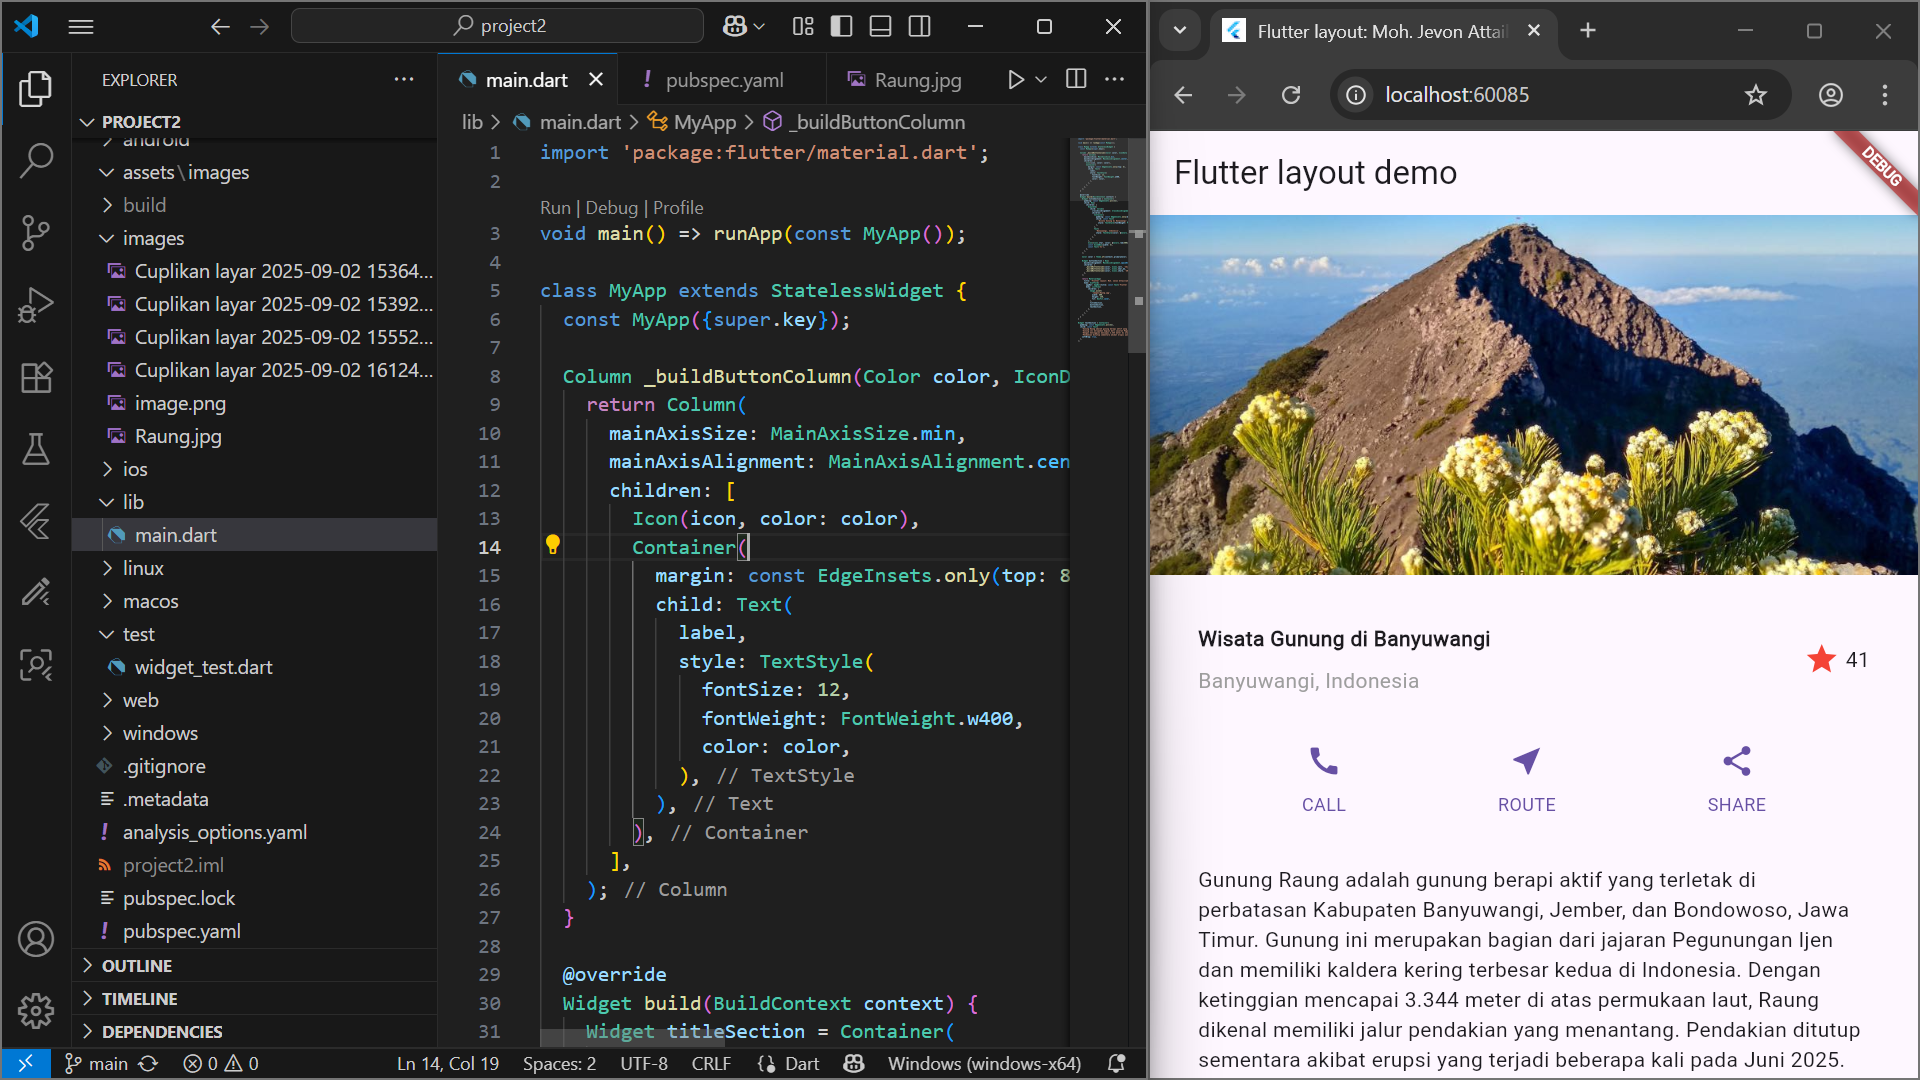 project2
EXPLORER
PROJECT2
android
assets\images
build
images
Cuplikan layar 2025-09-02 15364...
Cuplikan layar 2025-09-02 15392...
Cuplikan layar 2025-09-02 15552...
Cuplikan layar 2025-09-02 16124...
image.png
Raung.jpg
ios
lib
main.dart
linux
macos
test
widget_test.dart
web
windows
.gitignore
.metadata
analysis_options.yaml
project2.iml
pubspec.lock
pubspec.yaml
OUTLINE
TIMELINE
DEPENDENCIES
main.dart
pubspec.yaml
Raung.jpg
lib > main.dart > MyApp > _buildButtonColumn
1 import 'package:flutter/material.dart';
2
Run | Debug | Profile
3 void main() => runApp(const MyApp());
4
5 class MyApp extends StatelessWidget {
6 const MyApp({super.key});
7
8 Column _buildButtonColumn(Color color, IconD
9 return Column(
10 mainAxisSize: MainAxisSize.min,
11 mainAxisAlignment: MainAxisAlignment.cen
12 children: [
13 Icon(icon, color: color),
14 Container(
15 margin: const EdgeInsets.only(top: 8
16 child: Text(
17 label,
18 style: TextStyle(
19 fontSize: 12,
20 fontWeight: FontWeight.w400,
21 color: color,
22 ), // TextStyle
23 ), // Text
24 ), // Container
25 ],
26 ); // Column
27 }
28
29 @override
30 Widget build(BuildContext context) {
31 Widget titleSection = Container(
main
0 0
Ln 14, Col 19
Spaces: 2
UTF-8
CRLF
{} Dart
Windows (windows-x64)
Flutter layout: Moh. Jevon Attail
localhost:60085
Flutter layout demo
DEBUG
Wisata Gunung di Banyuwangi
Banyuwangi, Indonesia
41
CALL
ROUTE
SHARE
Gunung Raung adalah gunung berapi aktif yang terletak di
perbatasan Kabupaten Banyuwangi, Jember, dan Bondowoso, Jawa
Timur. Gunung ini merupakan bagian dari jajaran Pegunungan Ijen
dan memiliki kaldera kering terbesar kedua di Indonesia. Dengan
ketinggian mencapai 3.344 meter di atas permukaan laut, Raung
dikenal memiliki jalur pendakian yang menantang. Pendakian ditutup
sementara akibat erupsi yang terjadi beberapa kali pada Juni 2025.